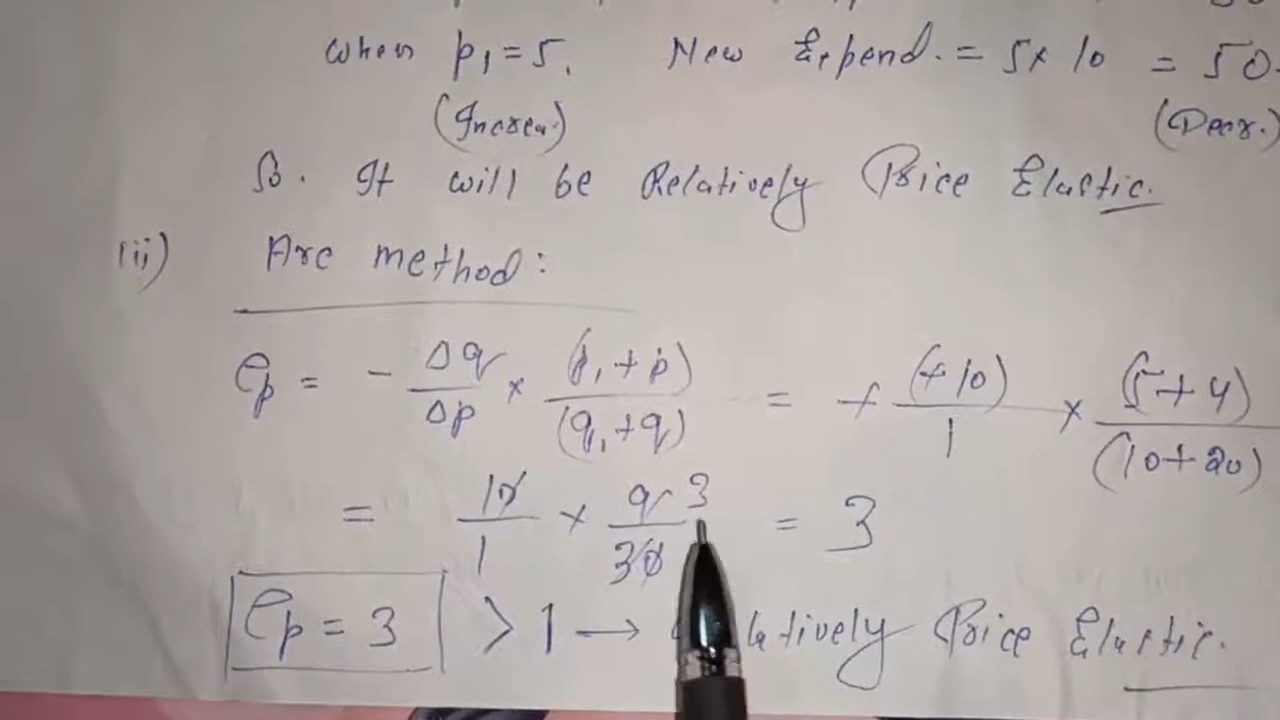 When p₁ = 5, New Expend. = 5 × 10 = 50.
(Increa.) (Decr.)
So. It will be Relatively Price Elastic.
(ii) Arc method:
ep = - Δq/Δp × (p₁ + p)/(q₁ + q) = + (+10)/1 × (5 + 4)/(10 + 20)
= 10/1 × 9/30 3 = 3
ep = 3 > 1 → Price Elastic.